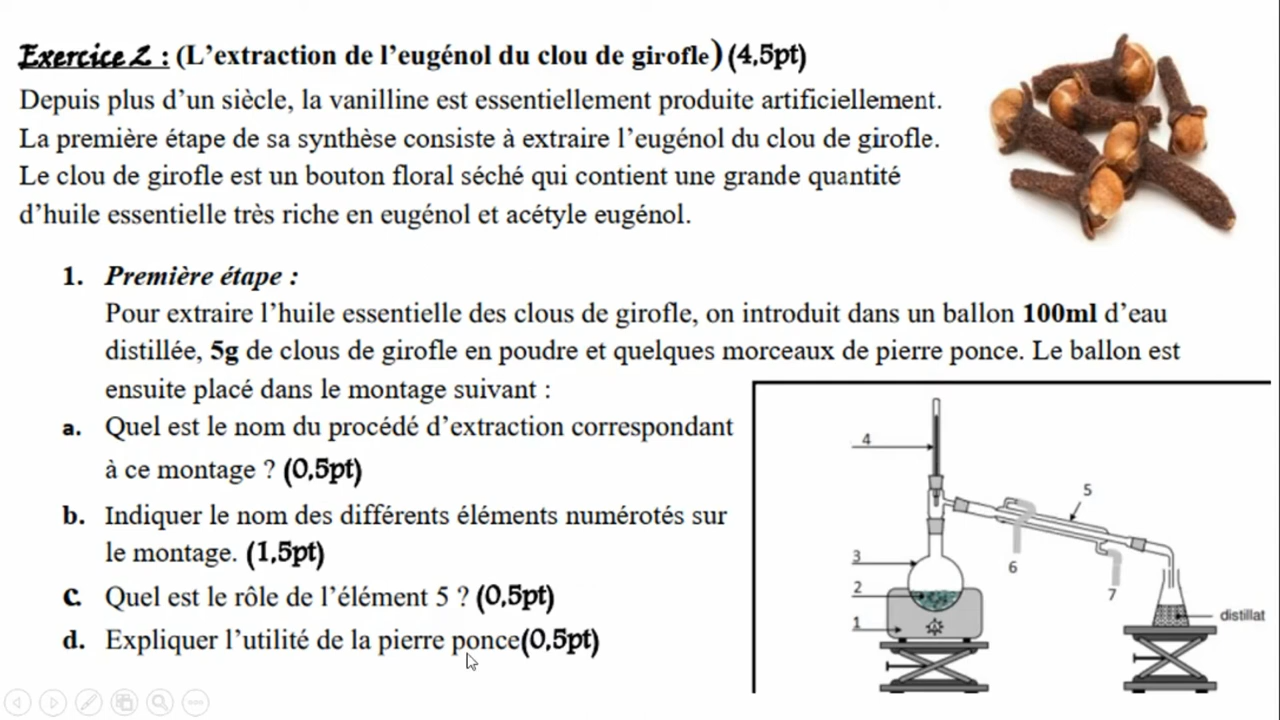 Exercice 2 : (L’extraction de l’eugénol du clou de girofle) (4,5pt)
Depuis plus d’un siècle, la vanilline est essentiellement produite artificiellement.
La première étape de sa synthèse consiste à extraire l’eugénol du clou de girofle.
Le clou de girofle est un bouton floral séché qui contient une grande quantité
d’huile essentielle très riche en eugénol et acétyle eugénol.
1. Première étape :
Pour extraire l’huile essentielle des clous de girofle, on introduit dans un ballon 100ml d’eau
distillée, 5g de clous de girofle en poudre et quelques morceaux de pierre ponce. Le ballon est
ensuite placé dans le montage suivant :
a. Quel est le nom du procédé d’extraction correspondant
à ce montage ? (0,5pt)
b. Indiquer le nom des différents éléments numérotés sur
le montage. (1,5pt)
c. Quel est le rôle de l’élément 5 ? (0,5pt)
d. Expliquer l’utilité de la pierre ponce(0,5pt)
4
5
3
6
2
7
1
distillat